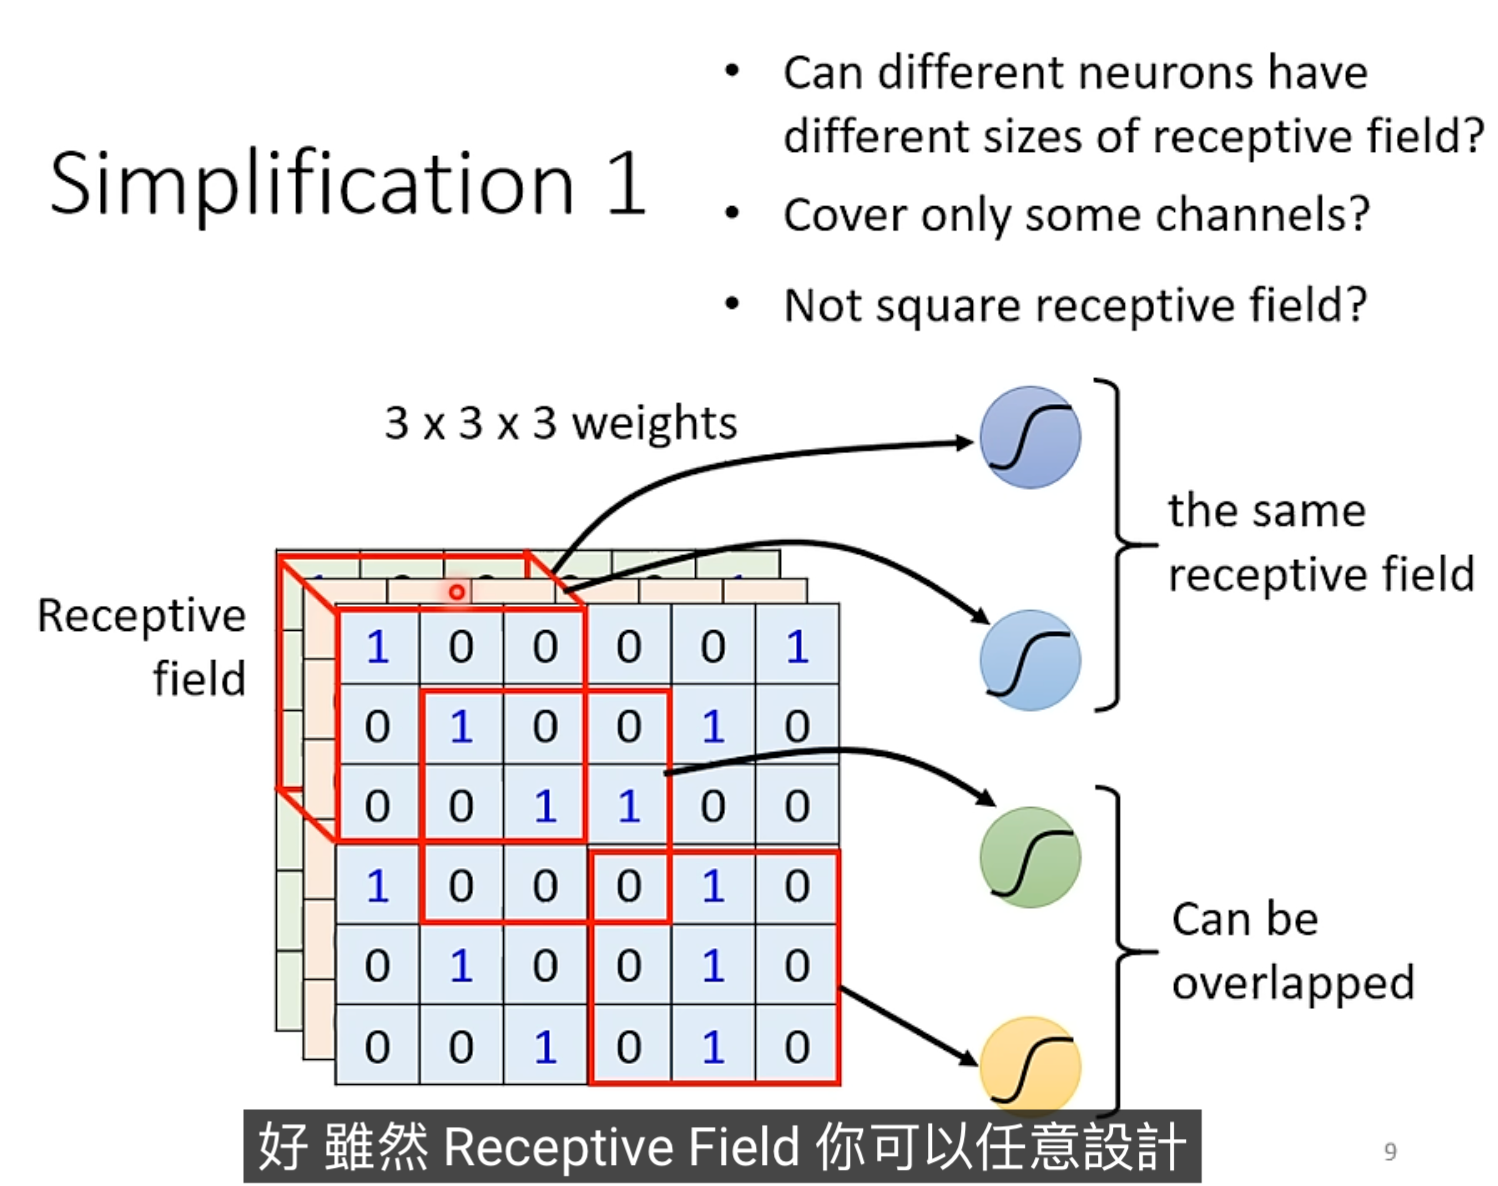 Simplification 1
• Can different neurons have
different sizes of receptive field?
• Cover only some channels?
• Not square receptive field?
3 x 3 x 3 weights
the same
receptive field
Receptive
field
1 0 0 0 0 1
0 1 0 0 1 0
0 0 1 1 0 0
1 0 0 0 1 0
0 1 0 0 1 0
0 0 1 0 1 0
Can be
overlapped
好 雖然 Receptive Field 你可以任意設計
9